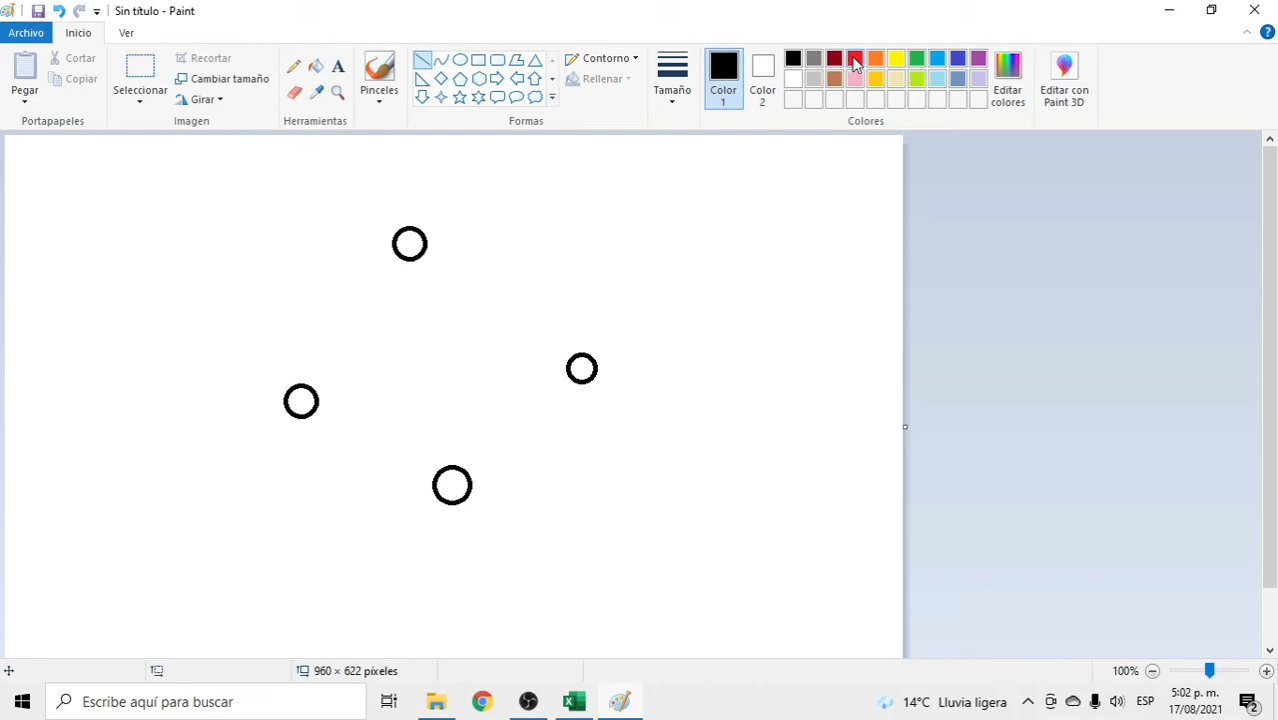 Sin título - Paint
Archivo
Inicio
Ver
Pegar
Cortar
Copiar
Portapapeles
Seleccionar
Recortar
Cambiar tamaño
Girar
Imagen
A
Herramientas
Pinceles
Contorno
Rellenar
Formas
Tamaño
Color
1
Color
2
Editar
colores
Colores
Editar con
Paint 3D
960 × 622 píxeles
100%
Escribe aquí para buscar
14°C Lluvia ligera
ESP
5:02 p. m.
17/08/2021
2